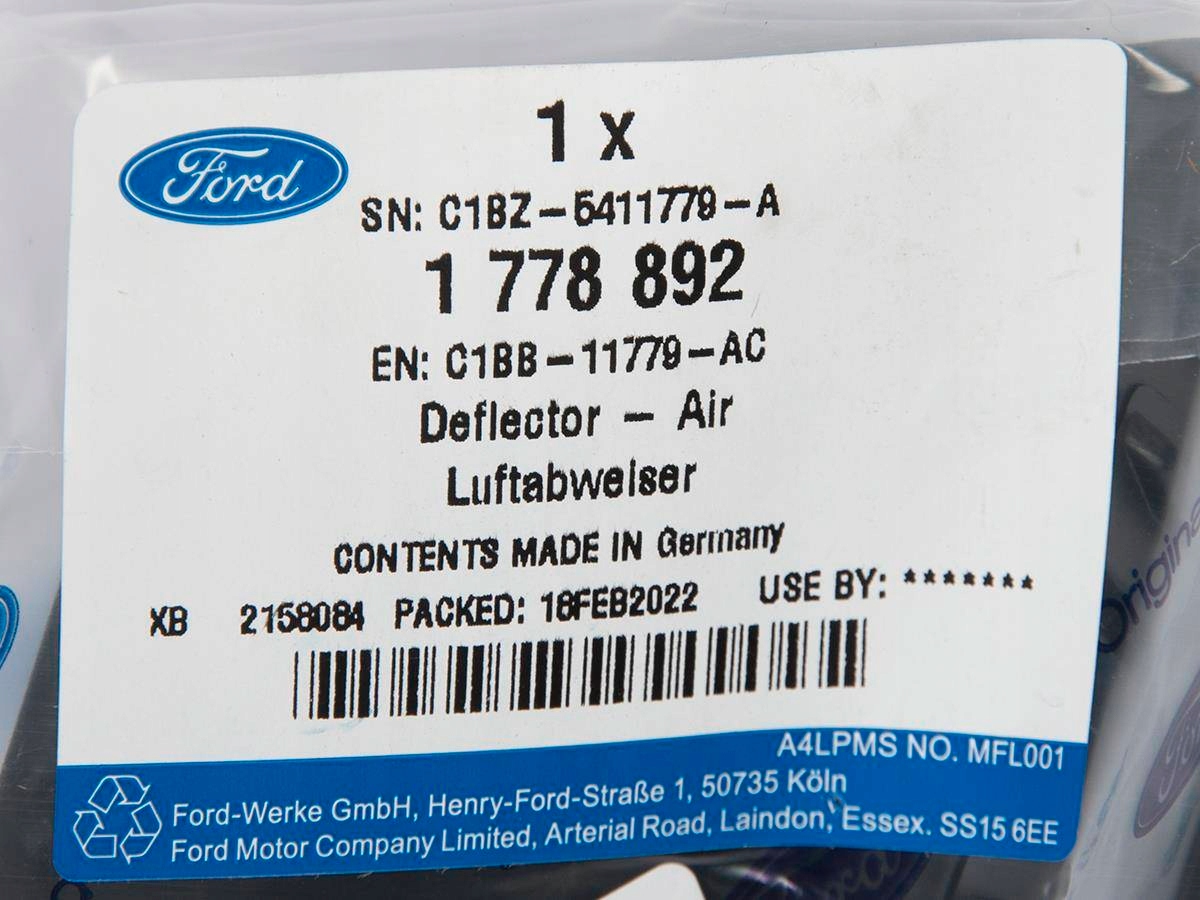 1 x
Ford
SN: C1BZ-5411779-A
1 778 892
EN: C1BB-11779-AC
Deflector - Air
Luftabweiser
CONTENTS MADE IN Germany
XB 2158084 PACKED: 18FEB2022 USE BY: *******
A4LPMS NO. MFL001
Ford-Werke GmbH, Henry-Ford-Straße 1, 50735 Köln
Ford Motor Company Limited, Arterial Road, Laindon, Essex. SS15 6EE
Origina
Ford